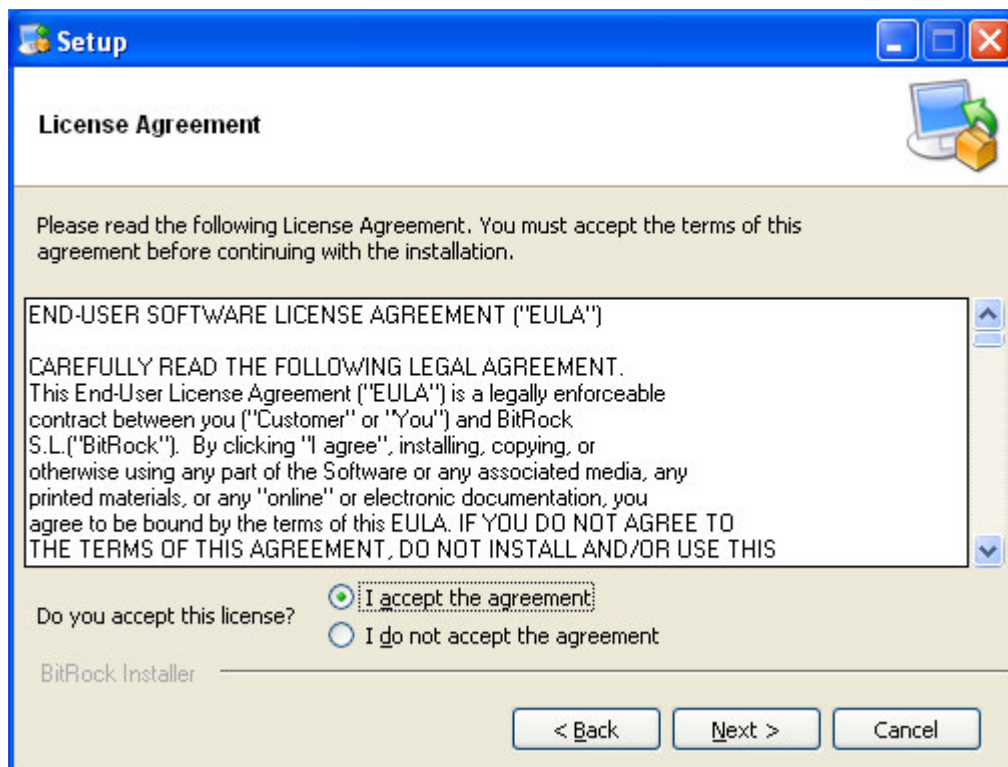 Setup
License Agreement
Please read the following License Agreement. You must accept the terms of this
agreement before continuing with the installation.
END-USER SOFTWARE LICENSE AGREEMENT ("EULA")
CAREFULLY READ THE FOLLOWING LEGAL AGREEMENT.
This End-User License Agreement ("EULA") is a legally enforceable
contract between you ("Customer" or "You") and BitRock
S.L.("BitRock").  By clicking "I agree", installing, copying, or
otherwise using any part of the Software or any associated media, any
printed materials, or any "online" or electronic documentation, you
agree to be bound by the terms of this EULA. IF YOU DO NOT AGREE TO
THE TERMS OF THIS AGREEMENT, DO NOT INSTALL AND/OR USE THIS
Do you accept this license?
I accept the agreement
I do not accept the agreement
BitRock Installer
< Back
Next >
Cancel